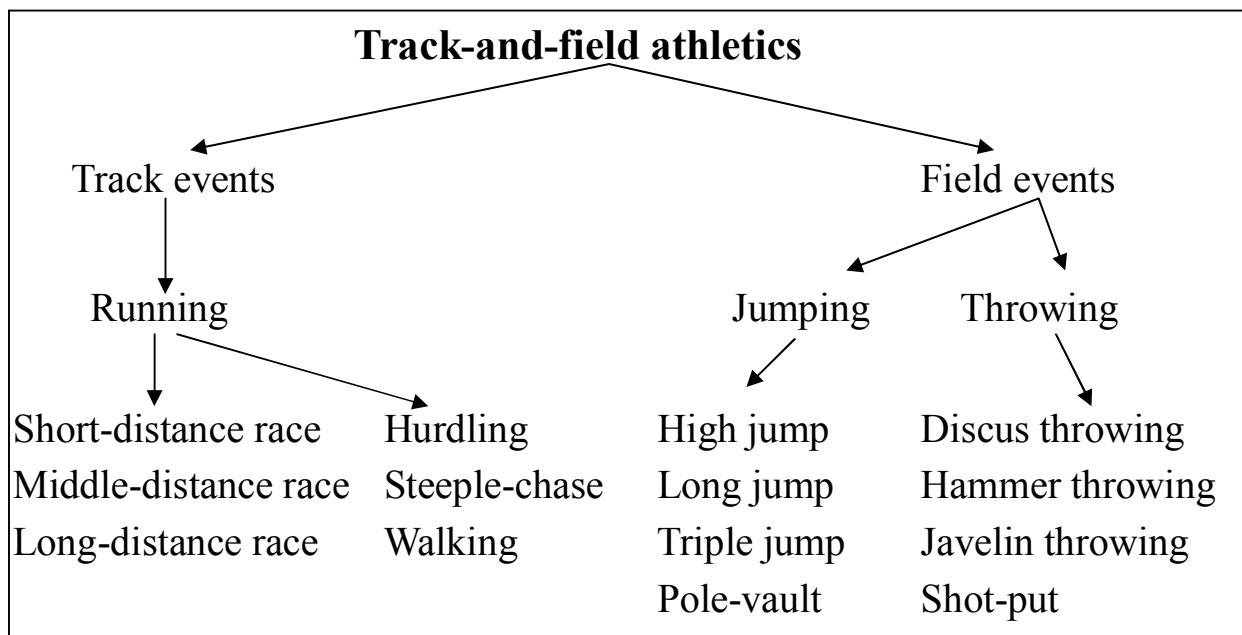 Track-and-field athletics
Track events Field events
Running Jumping Throwing
Short-distance race Hurdling High jump Discus throwing
Middle-distance race Steeple-chase Long jump Hammer throwing
Long-distance race Walking Triple jump Javelin throwing
Pole-vault Shot-put